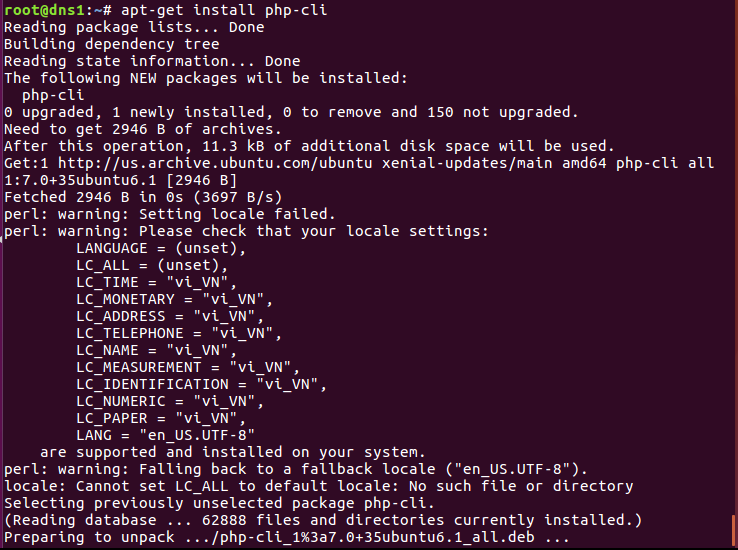 root@dns1:~# apt-get install php-cli
Reading package lists... Done
Building dependency tree
Reading state information... Done
The following NEW packages will be installed:
  php-cli
0 upgraded, 1 newly installed, 0 to remove and 150 not upgraded.
Need to get 2946 B of archives.
After this operation, 11.3 kB of additional disk space will be used.
Get:1 http://us.archive.ubuntu.com/ubuntu xenial-updates/main amd64 php-cli all
1:7.0+35ubuntu6.1 [2946 B]
Fetched 2946 B in 0s (3697 B/s)
perl: warning: Setting locale failed.
perl: warning: Please check that your locale settings:
        LANGUAGE = (unset),
        LC_ALL = (unset),
        LC_TIME = "vi_VN",
        LC_MONETARY = "vi_VN",
        LC_ADDRESS = "vi_VN",
        LC_TELEPHONE = "vi_VN",
        LC_NAME = "vi_VN",
        LC_MEASUREMENT = "vi_VN",
        LC_IDENTIFICATION = "vi_VN",
        LC_NUMERIC = "vi_VN",
        LC_PAPER = "vi_VN",
        LANG = "en_US.UTF-8"
    are supported and installed on your system.
perl: warning: Falling back to a fallback locale ("en_US.UTF-8").
locale: Cannot set LC_ALL to default locale: No such file or directory
Selecting previously unselected package php-cli.
(Reading database ... 62888 files and directories currently installed.)
Preparing to unpack .../php-cli_1%3a7.0+35ubuntu6.1_all.deb ...